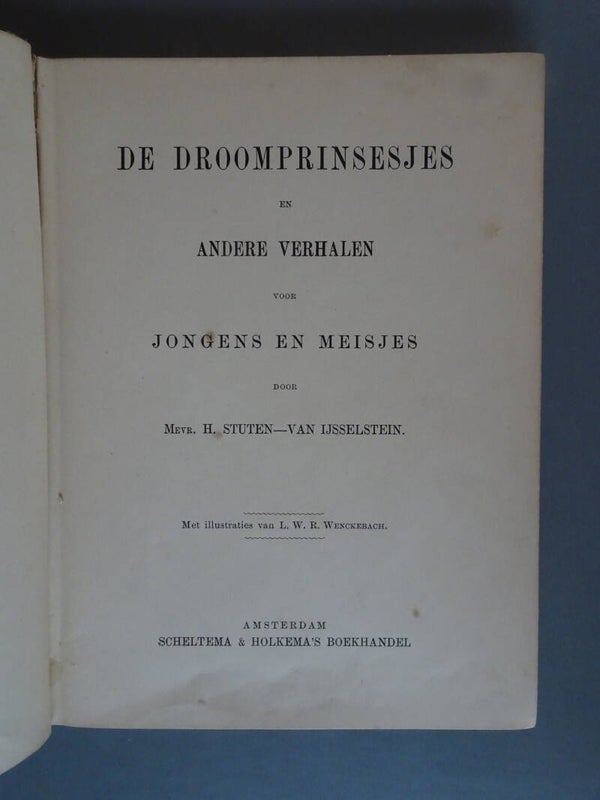 DE DROOMPRINSESJES
EN
ANDERE VERHALEN
VOOR
JONGENS EN MEISJES
DOOR
MEVR. H. STUTEN—VAN IJSSELSTEIN.
Met illustraties van L. W. R. WENCKEBACH.
AMSTERDAM
SCHELTEMA & HOLKEMA'S BOEKHANDEL